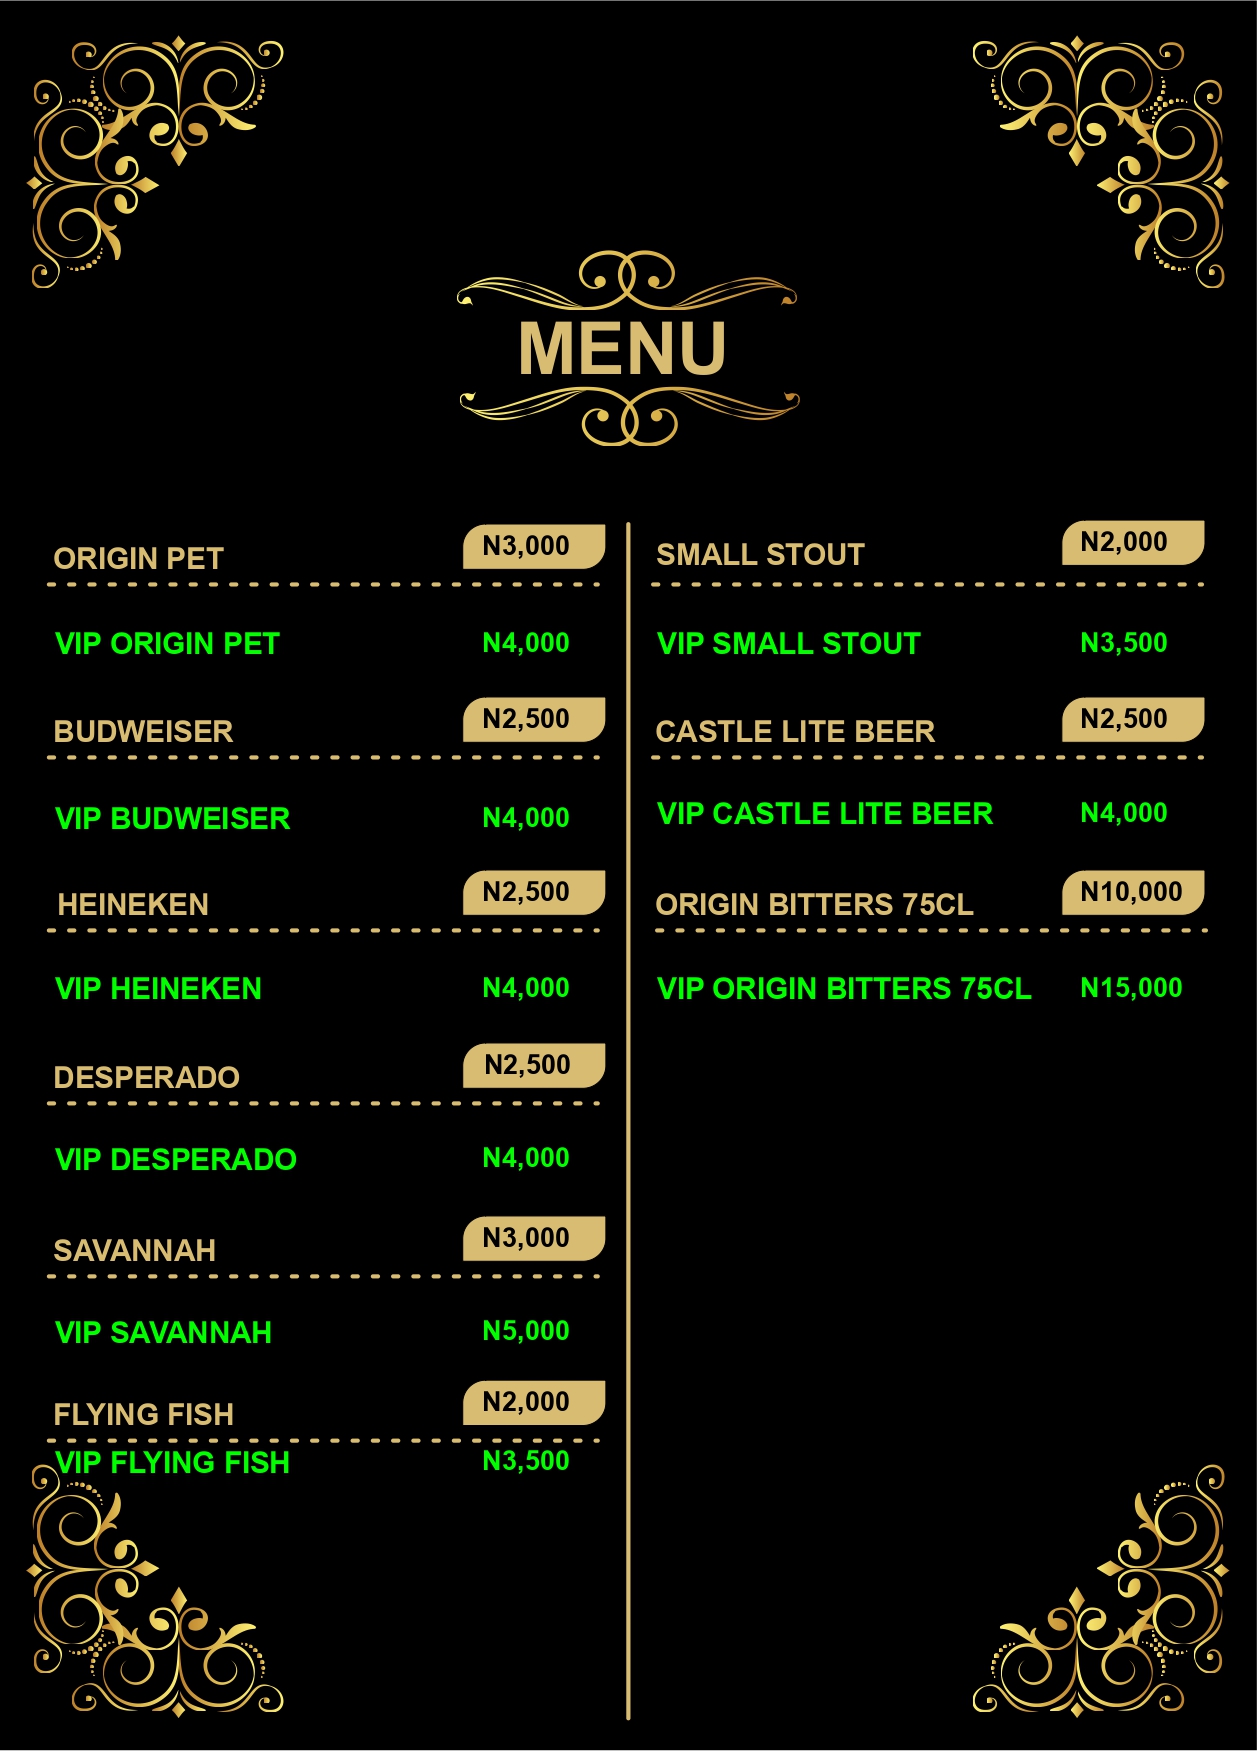 MENU
ORIGIN PET N3,000
VIP ORIGIN PET N4,000
BUDWEISER N2,500
VIP BUDWEISER N4,000
HEINEKEN N2,500
VIP HEINEKEN N4,000
DESPERADO N2,500
VIP DESPERADO N4,000
SAVANNAH N3,000
VIP SAVANNAH N5,000
FLYING FISH N2,000
VIP FLYING FISH N3,500
SMALL STOUT N2,000
VIP SMALL STOUT N3,500
CASTLE LITE BEER N2,500
VIP CASTLE LITE BEER N4,000
ORIGIN BITTERS 75CL N10,000
VIP ORIGIN BITTERS 75CL N15,000